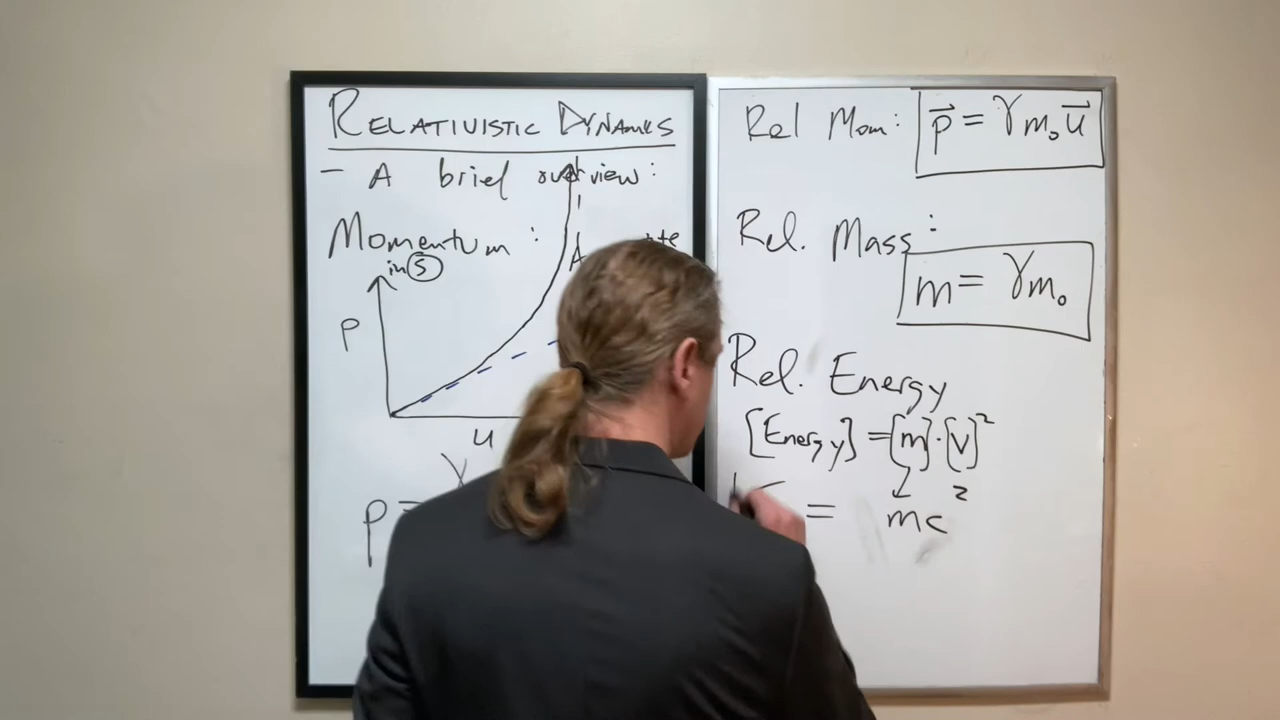 RELATIVISTIC DYNAMICS
- A brief overview:
Momentum:
in S
P
u
p =
Rel Mom: p⃗ = γm₀u⃗
Rel. Mass:
m = γm₀
Rel. Energy
[Energy] = [m]·[v]²
= mc²